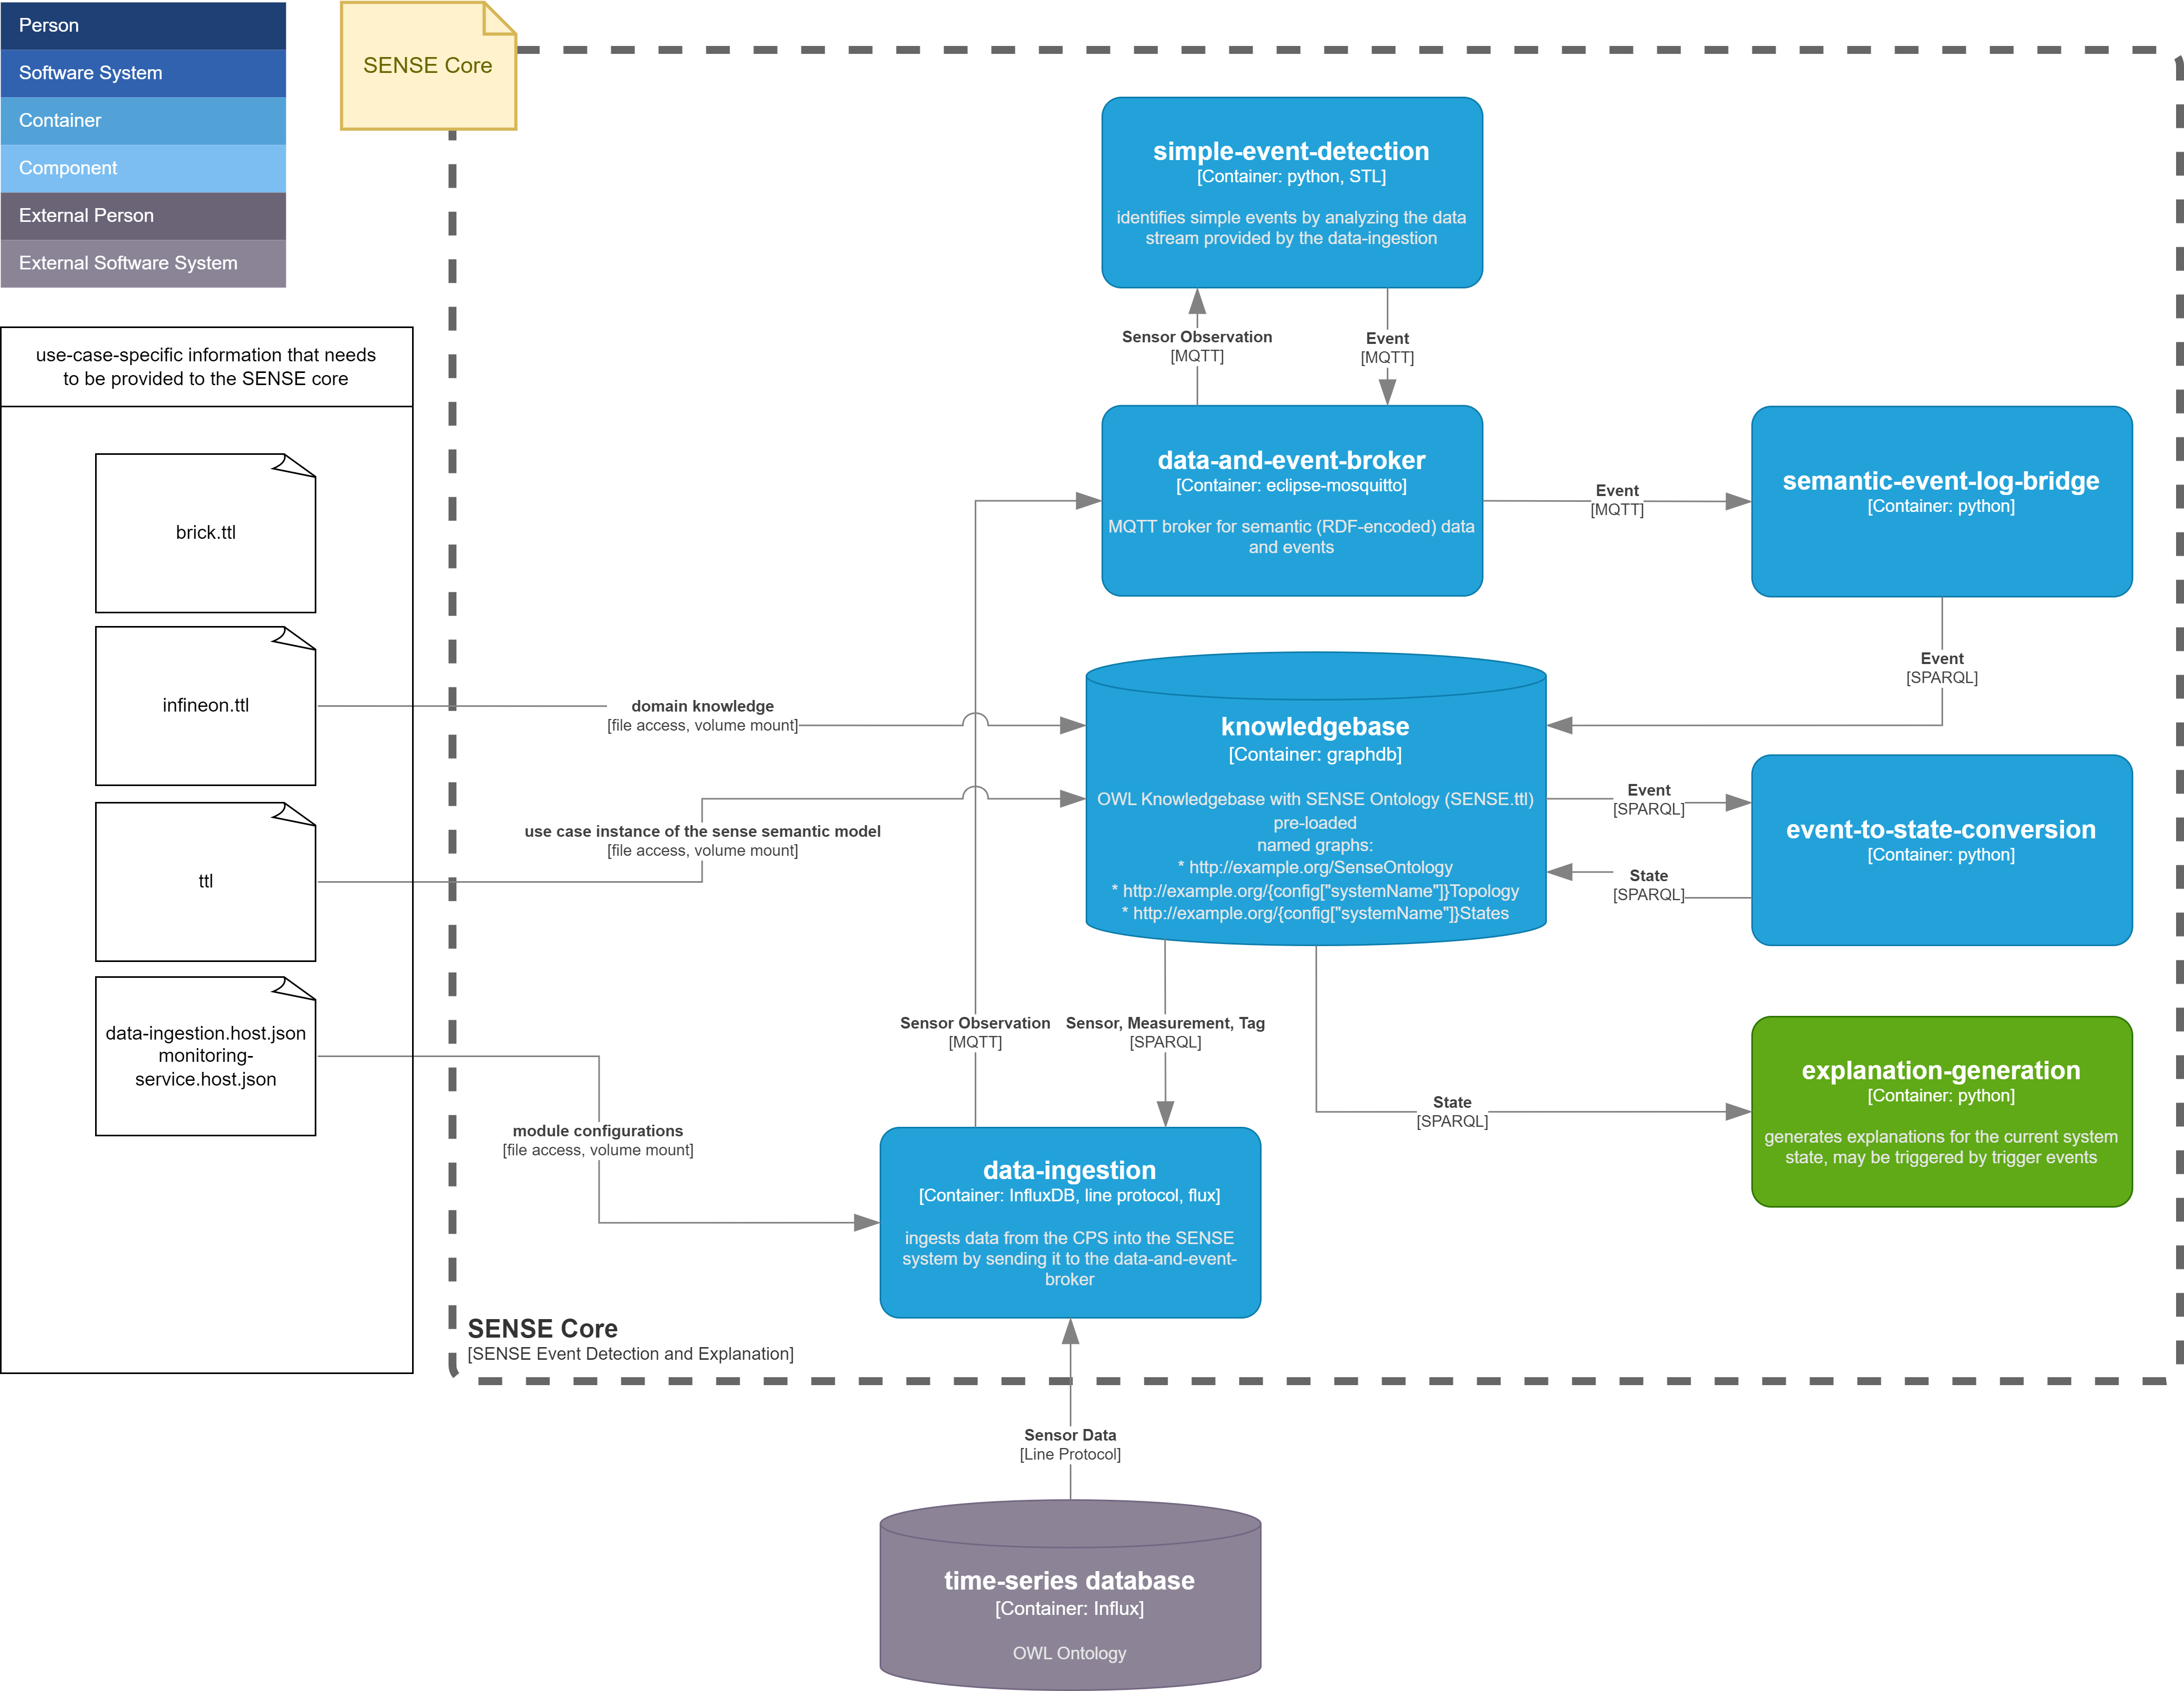 Person
Software System
Container
Component
External Person
External Software System
SENSE Core
use-case-specific information that needs
to be provided to the SENSE core
brick.ttl
infineon.ttl
ttl
data-ingestion.host.json
monitoring-
service.host.json
simple-event-detection
[Container: python, STL]
identifies simple events by analyzing the data
stream provided by the data-ingestion
Sensor Observation
[MQTT]
Event
[MQTT]
data-and-event-broker
[Container: eclipse-mosquitto]
MQTT broker for semantic (RDF-encoded) data
and events
Event
[MQTT]
semantic-event-log-bridge
[Container: python]
Event
[SPARQL]
domain knowledge
[file access, volume mount]
use case instance of the sense semantic model
[file access, volume mount]
knowledgebase
[Container: graphdb]
OWL Knowledgebase with SENSE Ontology (SENSE.ttl)
pre-loaded
named graphs:
* http://example.org/SenseOntology
* http://example.org/{config["systemName"]}Topology
* http://example.org/{config["systemName"]}States
Event
[SPARQL]
State
[SPARQL]
event-to-state-conversion
[Container: python]
Sensor Observation
[MQTT]
Sensor, Measurement, Tag
[SPARQL]
State
[SPARQL]
explanation-generation
[Container: python]
generates explanations for the current system
state, may be triggered by trigger events
module configurations
[file access, volume mount]
data-ingestion
[Container: InfluxDB, line protocol, flux]
ingests data from the CPS into the SENSE
system by sending it to the data-and-event-
broker
SENSE Core
[SENSE Event Detection and Explanation]
Sensor Data
[Line Protocol]
time-series database
[Container: Influx]
OWL Ontology